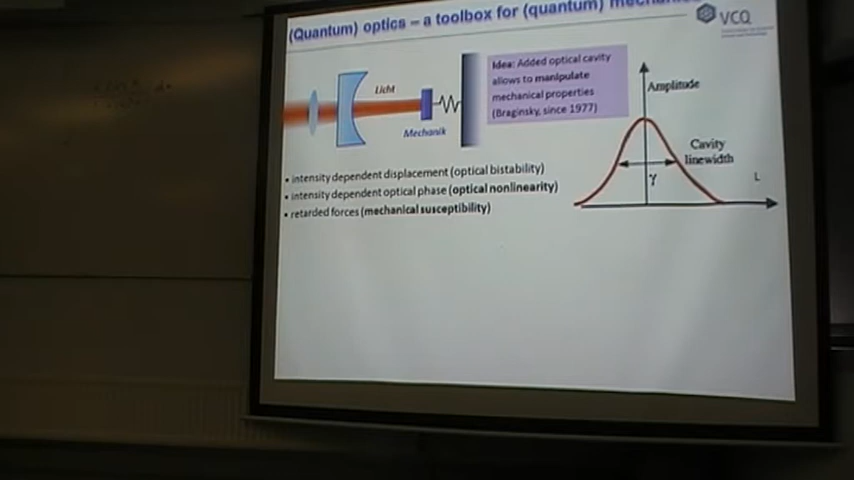 (Quantum) optics – a toolbox for (quantum)
VCQ
Licht
Mechanik
Idea: Added optical cavity
allows to manipulate
mechanical properties
(Braginsky, since 1977)
Amplitude
Cavity
linewidth
γ
L
• intensity dependent displacement (optical bistability)
• intensity dependent optical phase (optical nonlinearity)
• retarded forces (mechanical susceptibility)